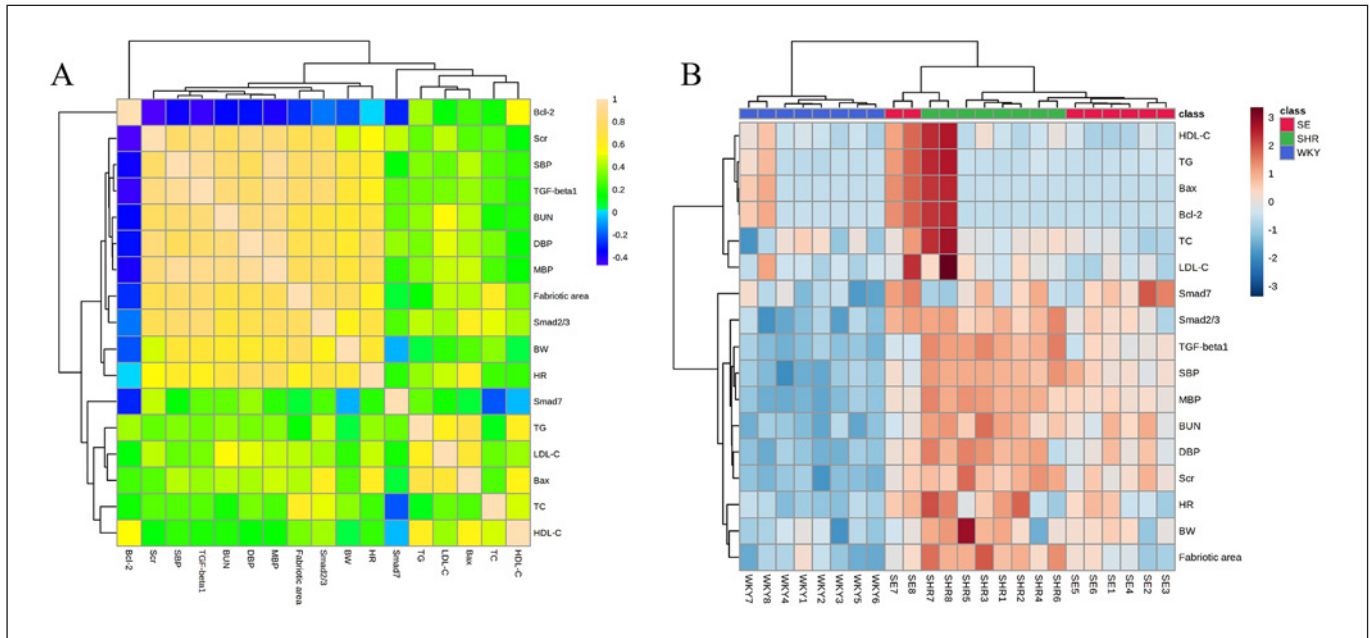 A
Bcl-2
Scr
SBP
TGF-beta1
BUN
DBP
MBP
Fabriotic area
Smad2/3
BW
HR
Smad7
TG
LDL-C
Bax
TC
HDL-C
1
0.8
0.6
0.4
0.2
0
-0.2
-0.4
Bcl-2
Scr
SBP
TGF-beta1
BUN
DBP
MBP
Fabriotic area
Smad2/3
BW
HR
Smad7
TG
LDL-C
Bax
TC
HDL-C
B
class
HDL-C
TG
Bax
Bcl-2
TC
LDL-C
Smad7
Smad2/3
TGF-beta1
SBP
MBP
BUN
DBP
Scr
HR
BW
Fabriotic area
3
2
1
0
-1
-2
-3
class
SE
SHR
WKY
WKY7
WKY8
WKY4
WKY1
WKY2
WKY3
WKY5
WKY6
SE7
SE8
SHR7
SHR8
SHR5
SHR3
SHR1
SHR2
SHR4
SHR6
SE5
SE6
SE1
SE4
SE2
SE3